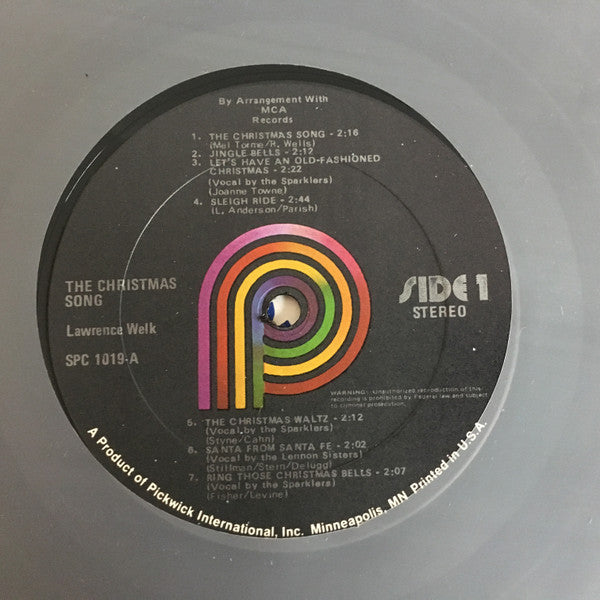 By Arrangement With
MCA
Records
1. THE CHRISTMAS SONG - 2:16
(Mel Torme/R. Wells)
2. JINGLE BELLS - 2:12
3. LET'S HAVE AN OLD-FASHIONED
CHRISTMAS - 2:22
(Vocal by the Sparklers)
(Joanne Towne)
4. SLEIGH RIDE - 2:44
(L. Anderson/Parish)
THE CHRISTMAS
SONG
Lawrence Welk
SPC 1019-A
SIDE 1
STEREO
WARNING: Unauthorized reproduction of this
recording is prohibited by Federal law and subject
to criminal prosecution.
5. THE CHRISTMAS WALTZ - 2:12
(Vocal by the Sparklers)
(Styne/Cahn)
6. SANTA FROM SANTA FE - 2:02
(Vocal by the Lennon Sisters)
(Stillman/Stern/Delugg)
7. RING THOSE CHRISTMAS BELLS - 2:07
(Vocal by the Sparklers)
(Fisher/Levine)
A Product of Pickwick International, Inc. Minneapolis, MN Printed in U.S.A.